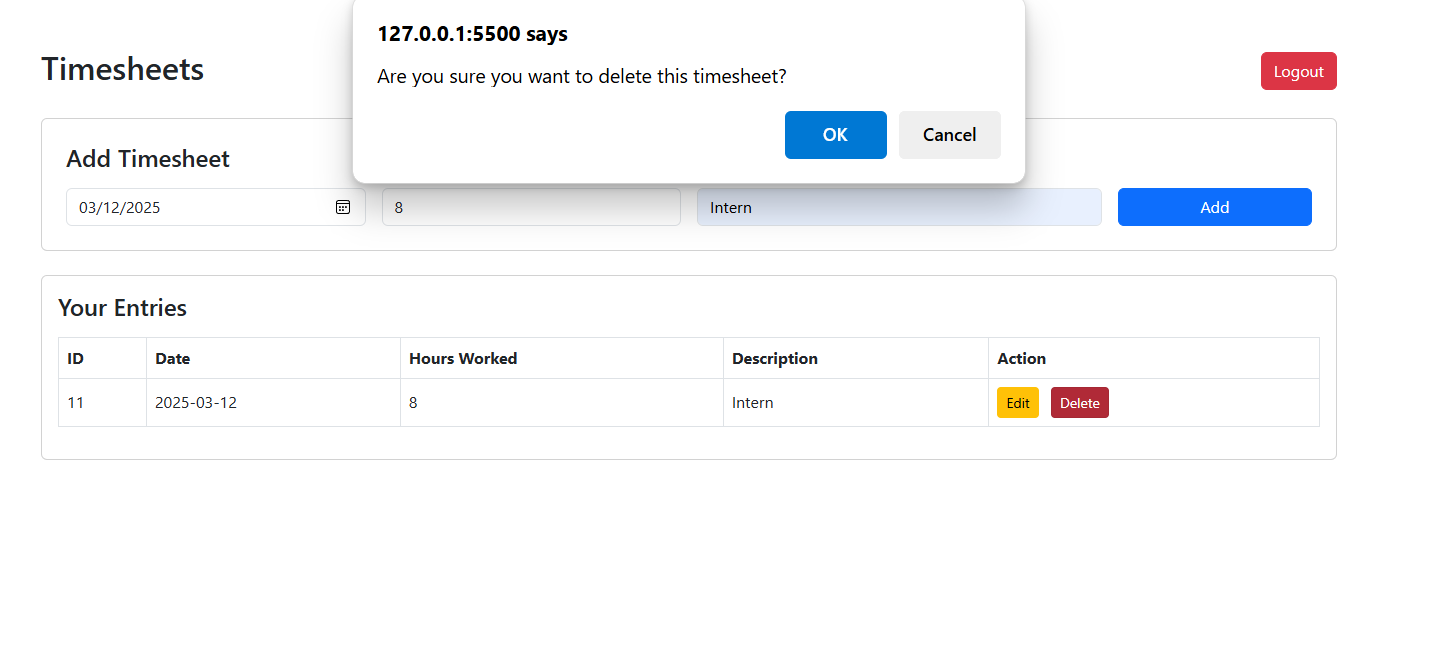 127.0.0.1:5500 says
Are you sure you want to delete this timesheet?
OK Cancel
Timesheets
Logout
Add Timesheet
03/12/2025 8 Intern Add
Your Entries
ID Date Hours Worked Description Action
11 2025-03-12 8 Intern Edit Delete